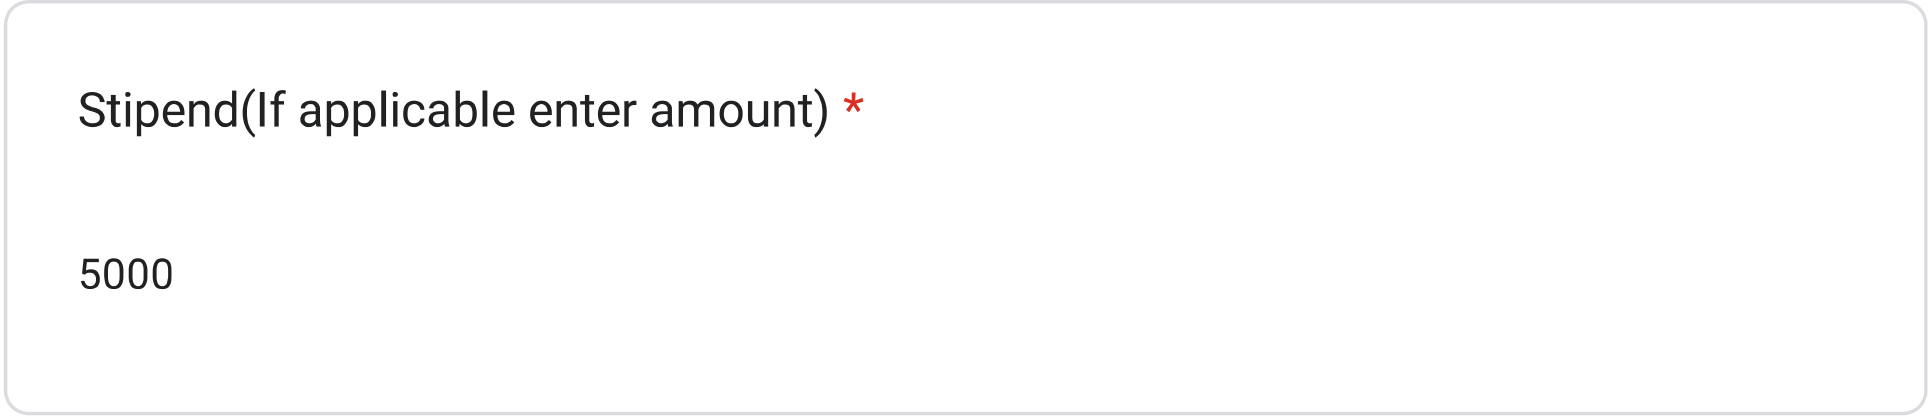 Stipend(If applicable enter amount) *
5000